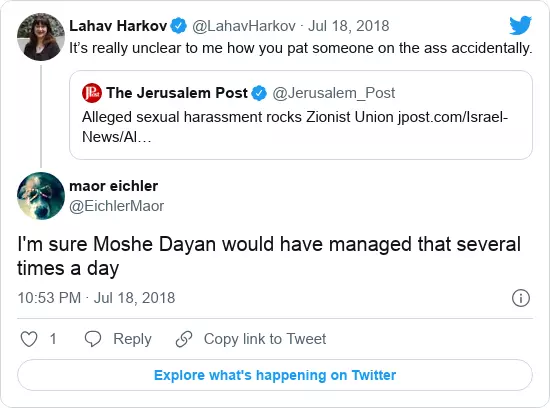 Lahav Harkov @LahavHarkov · Jul 18, 2018
It’s really unclear to me how you pat someone on the ass accidentally.
JPost The Jerusalem Post @Jerusalem_Post
Alleged sexual harassment rocks Zionist Union jpost.com/Israel-
News/Al…
maor eichler
@EichlerMaor
I'm sure Moshe Dayan would have managed that several
times a day
10:53 PM · Jul 18, 2018
1 Reply Copy link to Tweet
Explore what's happening on Twitter